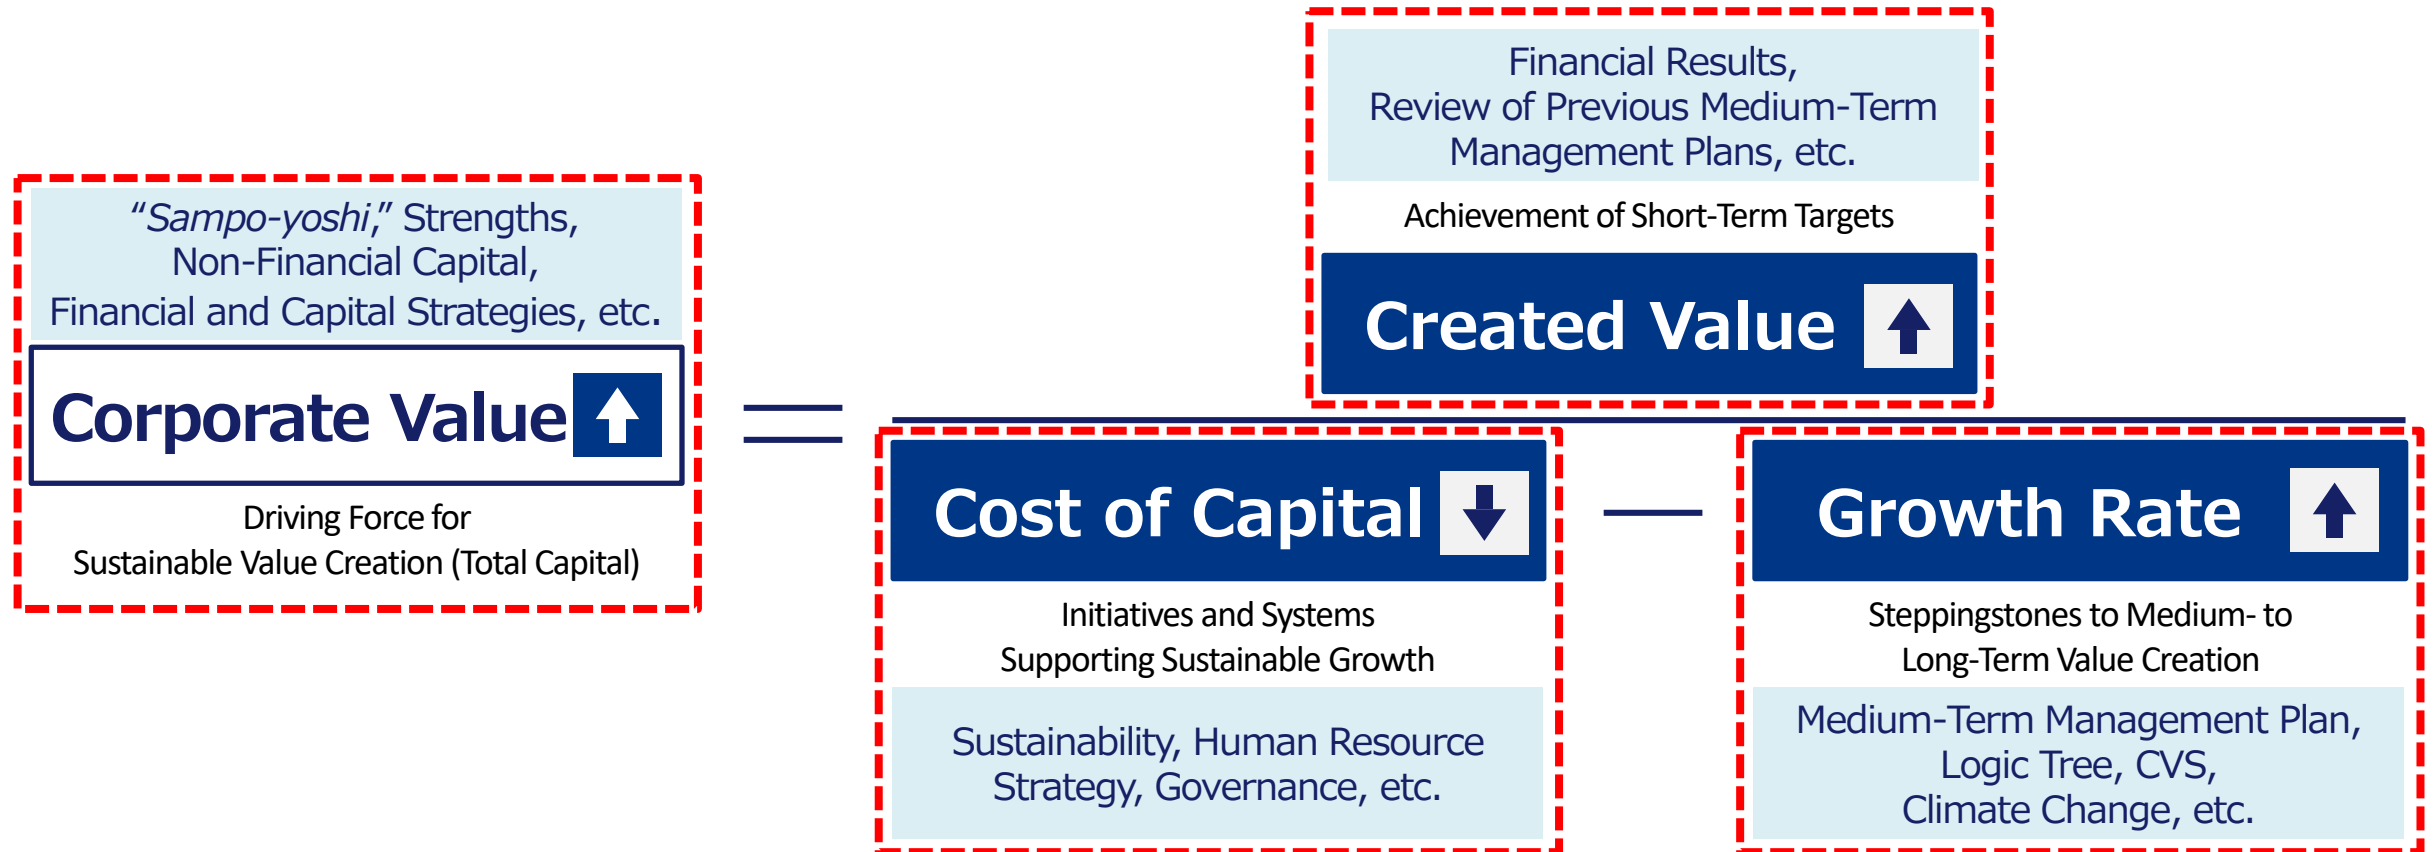 “Sampo-yoshi,” Strengths,
Non-Financial Capital,
Financial and Capital Strategies, etc.
Corporate Value
Driving Force for
Sustainable Value Creation (Total Capital)
Financial Results,
Review of Previous Medium-Term
Management Plans, etc.
Achievement of Short-Term Targets
Created Value
Cost of Capital
Initiatives and Systems
Supporting Sustainable Growth
Sustainability, Human Resource
Strategy, Governance, etc.
Growth Rate
Steppingstones to Medium- to
Long-Term Value Creation
Medium-Term Management Plan,
Logic Tree, CVS,
Climate Change, etc.